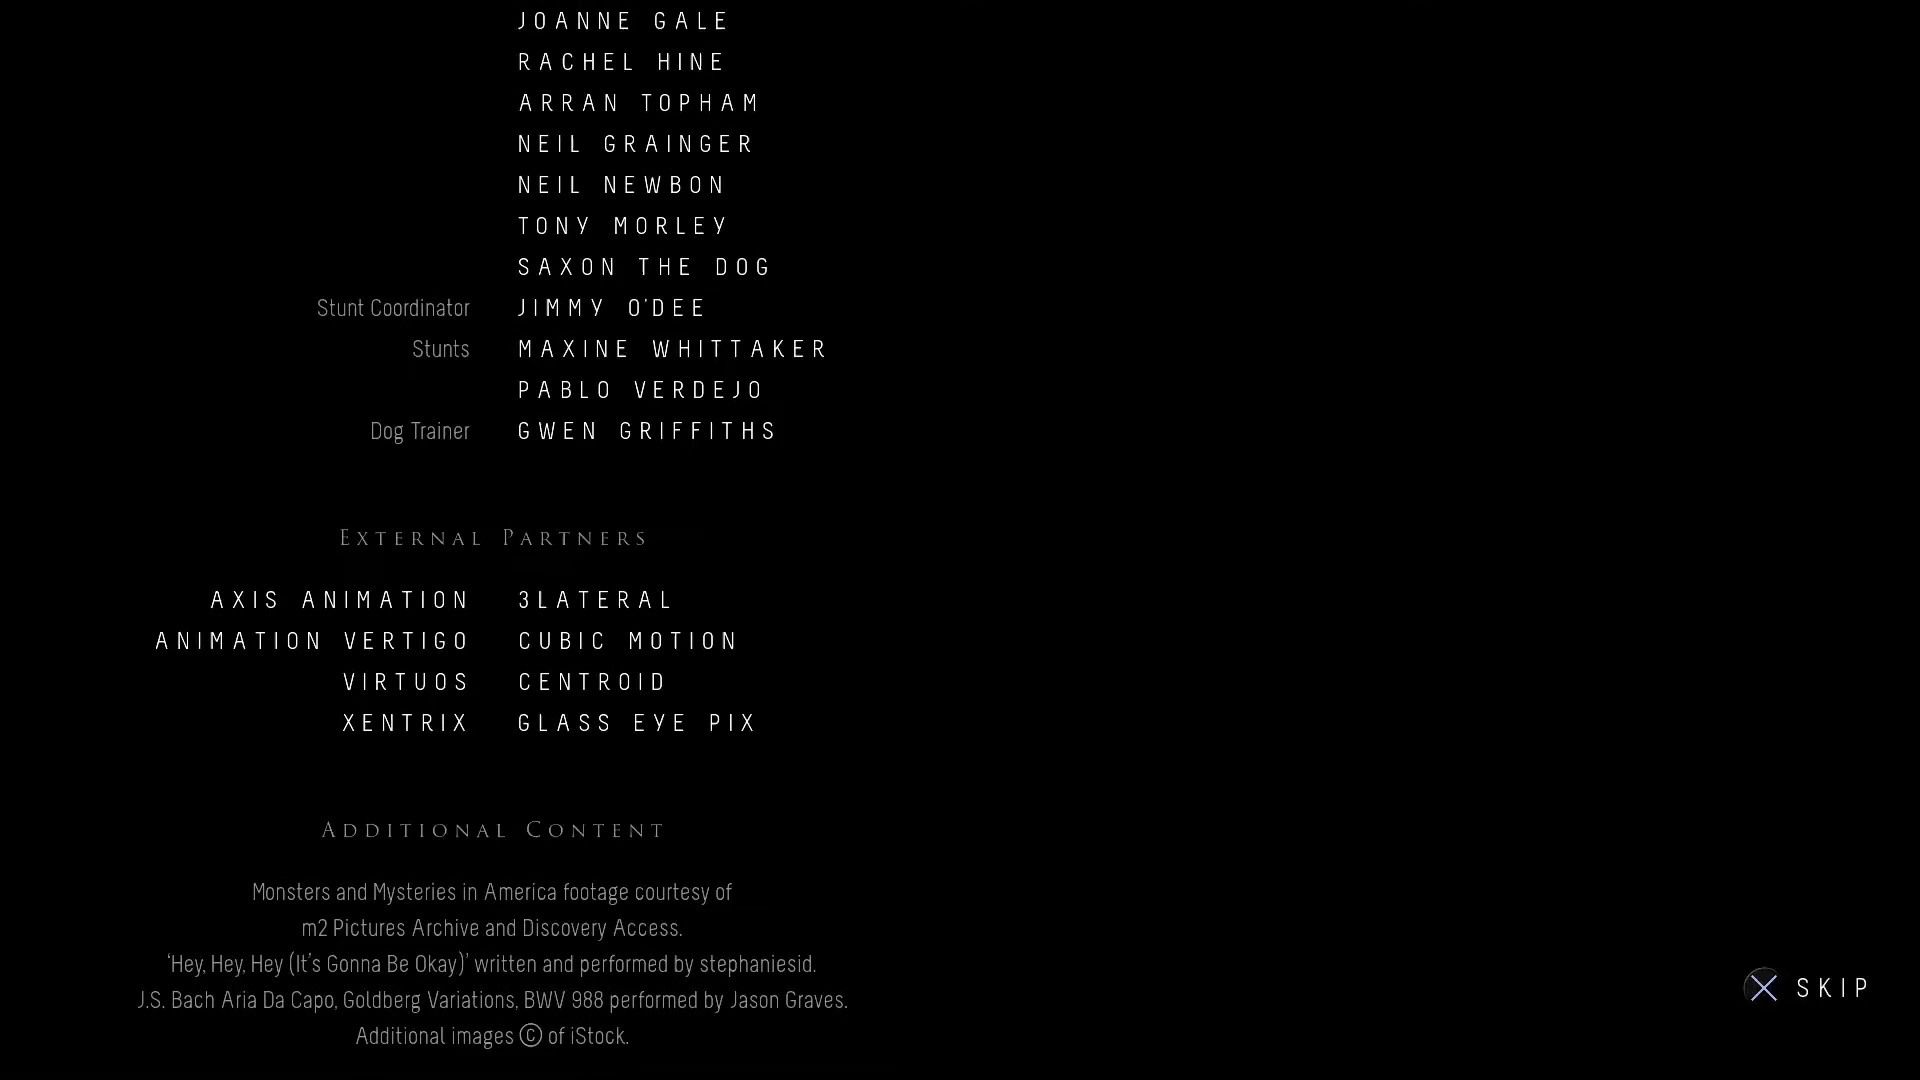 JOANNE GALE
RACHEL HINE
ARRAN TOPHAM
NEIL GRAINGER
NEIL NEWBON
TONY MORLEY
SAXON THE DOG
Stunt Coordinator JIMMY O'DEE
Stunts MAXINE WHITTAKER
PABLO VERDEJO
Dog Trainer GWEN GRIFFITHS
EXTERNAL PARTNERS
AXIS ANIMATION 3LATERAL
ANIMATION VERTIGO CUBIC MOTION
VIRTUOS CENTROID
XENTRIX GLASS EYE PIX
ADDITIONAL CONTENT
Monsters and Mysteries in America footage courtesy of
m2 Pictures Archive and Discovery Access.
‘Hey, Hey, Hey (It’s Gonna Be Okay)’ written and performed by stephaniesid.
J.S. Bach Aria Da Capo, Goldberg Variations, BWV 988 performed by Jason Graves.
Additional images © of iStock.
SKIP